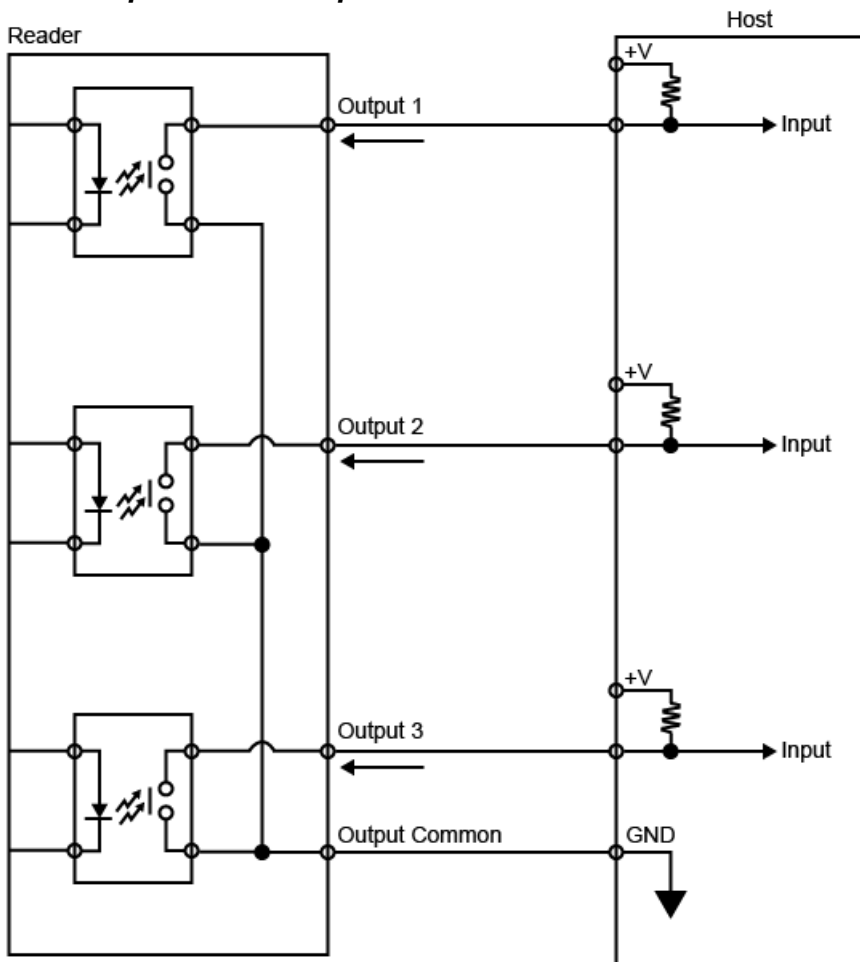 Host
Reader
+V
Output 1
Input
+V
Output 2
Input
+V
Output 3
Input
Output Common
GND